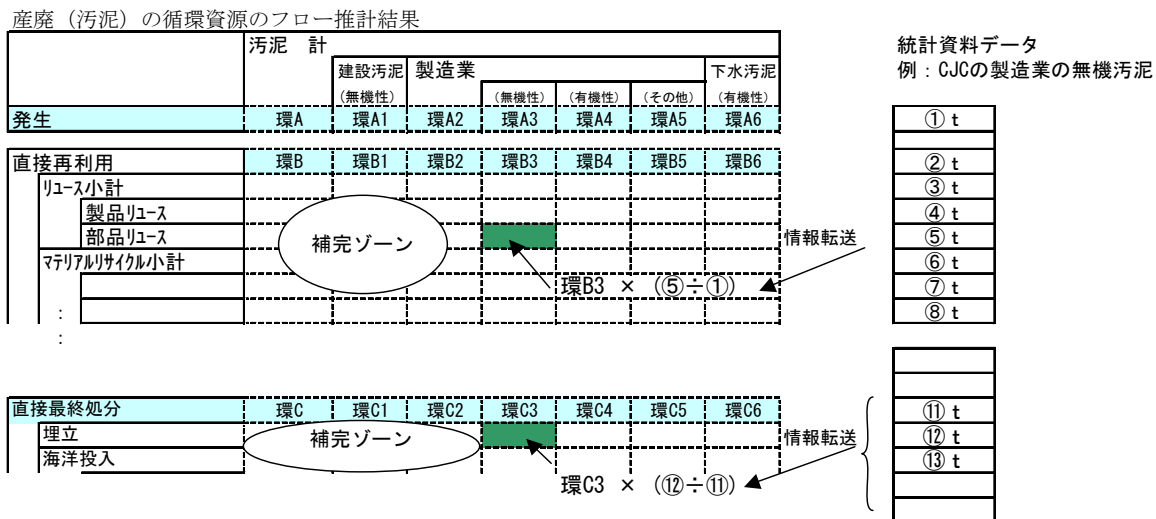 産廃（汚泥）の循環資源のフロー推計結果
汚泥　計
統計資料データ
建設汚泥 製造業 下水汚泥
例：CJCの製造業の無機汚泥
（無機性） （無機性） （有機性） （その他） （有機性）
発生 環A 環A1 環A2 環A3 環A4 環A5 環A6 ① t
直接再利用 環B 環B1 環B2 環B3 環B4 環B5 環B6 ② t
ﾘﾕｰｽ小計 ③ t
製品ﾘﾕｰｽ ④ t
部品ﾘﾕｰｽ 補完ゾーン 情報転送 ⑤ t
ﾏﾃﾘｱﾙﾘｻｲｸﾙ小計 ⑥ t
環B3 × （⑤÷①） ⑦ t
： ⑧ t
：
直接最終処分 環C 環C1 環C2 環C3 環C4 環C5 環C6 ⑪ t
埋立 補完ゾーン 情報転送 ⑫ t
海洋投入 ⑬ t
環C3 × （⑫÷⑪）